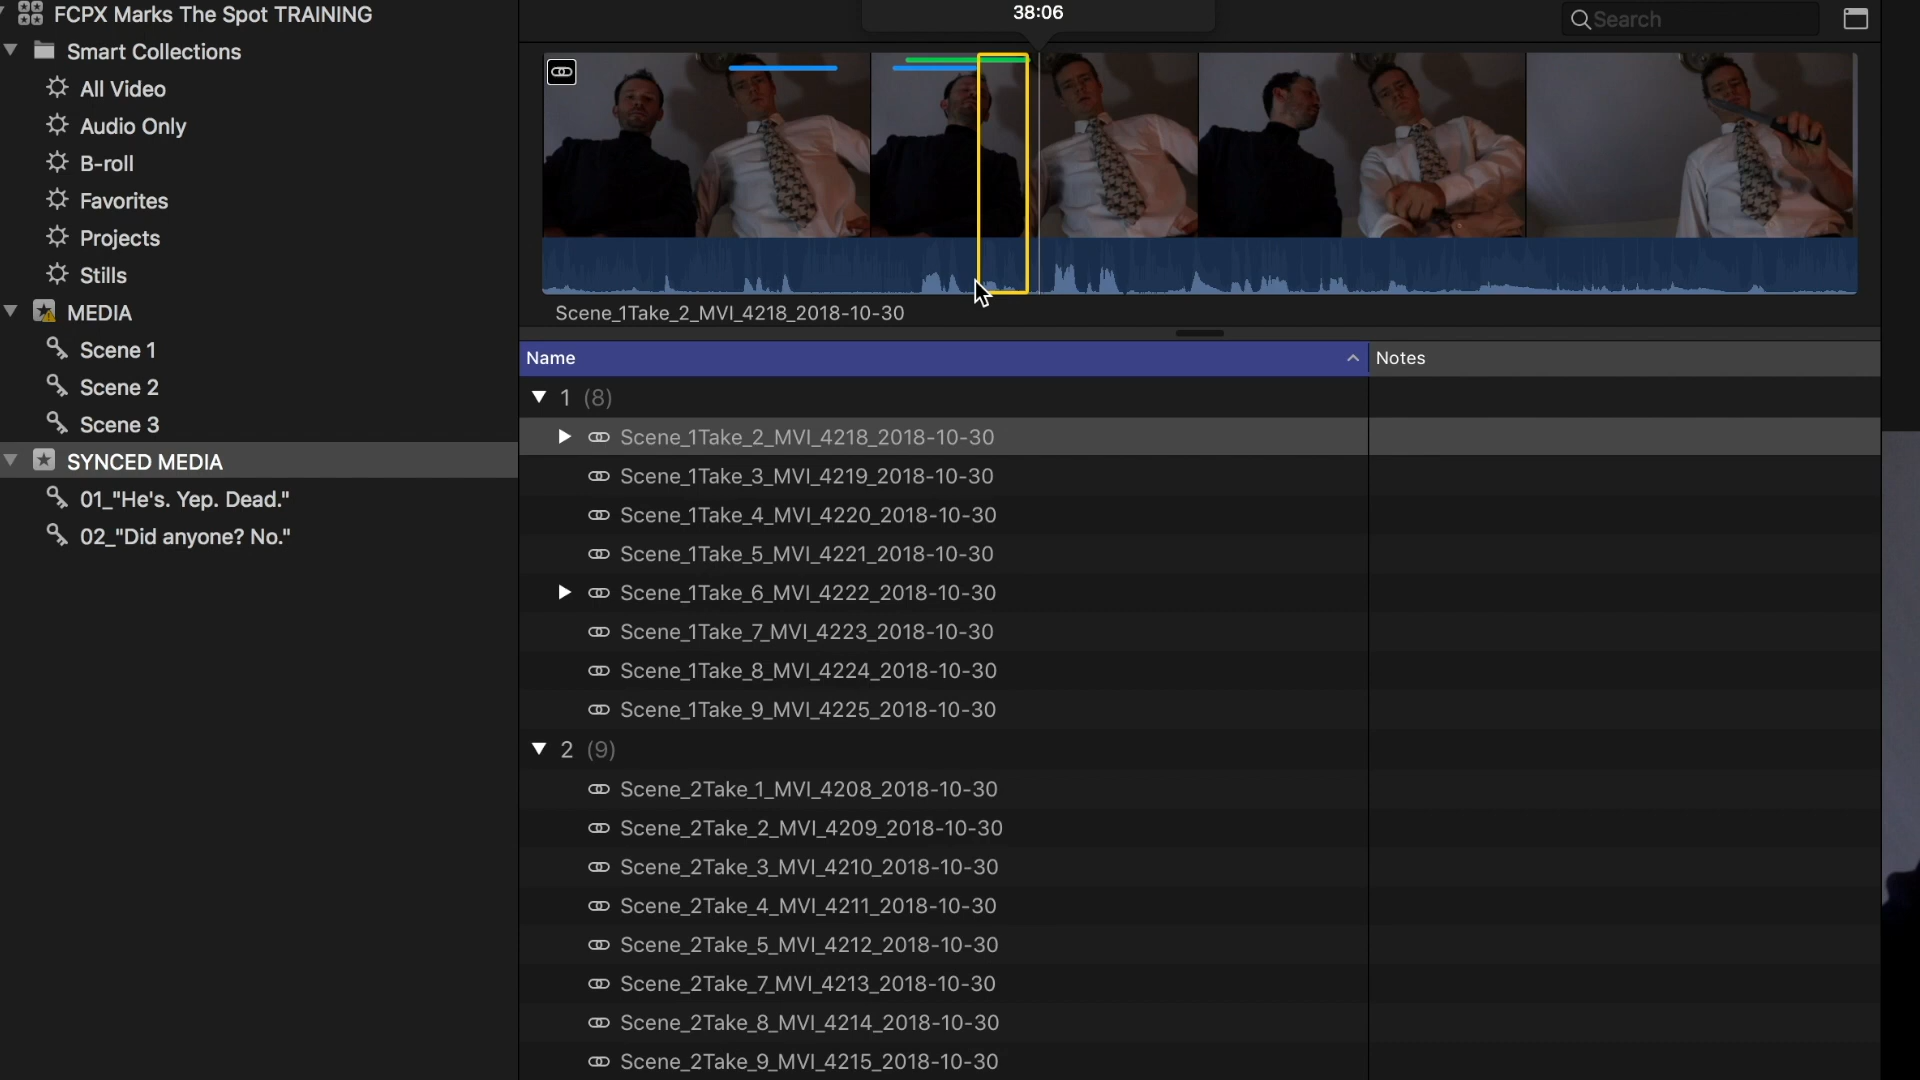 FCPX Marks The Spot TRAINING
Smart Collections
All Video
Audio Only
B-roll
Favorites
Projects
Stills
MEDIA
Scene 1
Scene 2
Scene 3
SYNCED MEDIA
01_"He's. Yep. Dead."
02_"Did anyone? No."
38:06
Search
Scene_1Take_2_MVI_4218_2018-10-30
Name
Notes
1 (8)
Scene_1Take_2_MVI_4218_2018-10-30
Scene_1Take_3_MVI_4219_2018-10-30
Scene_1Take_4_MVI_4220_2018-10-30
Scene_1Take_5_MVI_4221_2018-10-30
Scene_1Take_6_MVI_4222_2018-10-30
Scene_1Take_7_MVI_4223_2018-10-30
Scene_1Take_8_MVI_4224_2018-10-30
Scene_1Take_9_MVI_4225_2018-10-30
2 (9)
Scene_2Take_1_MVI_4208_2018-10-30
Scene_2Take_2_MVI_4209_2018-10-30
Scene_2Take_3_MVI_4210_2018-10-30
Scene_2Take_4_MVI_4211_2018-10-30
Scene_2Take_5_MVI_4212_2018-10-30
Scene_2Take_7_MVI_4213_2018-10-30
Scene_2Take_8_MVI_4214_2018-10-30
Scene_2Take_9_MVI_4215_2018-10-30